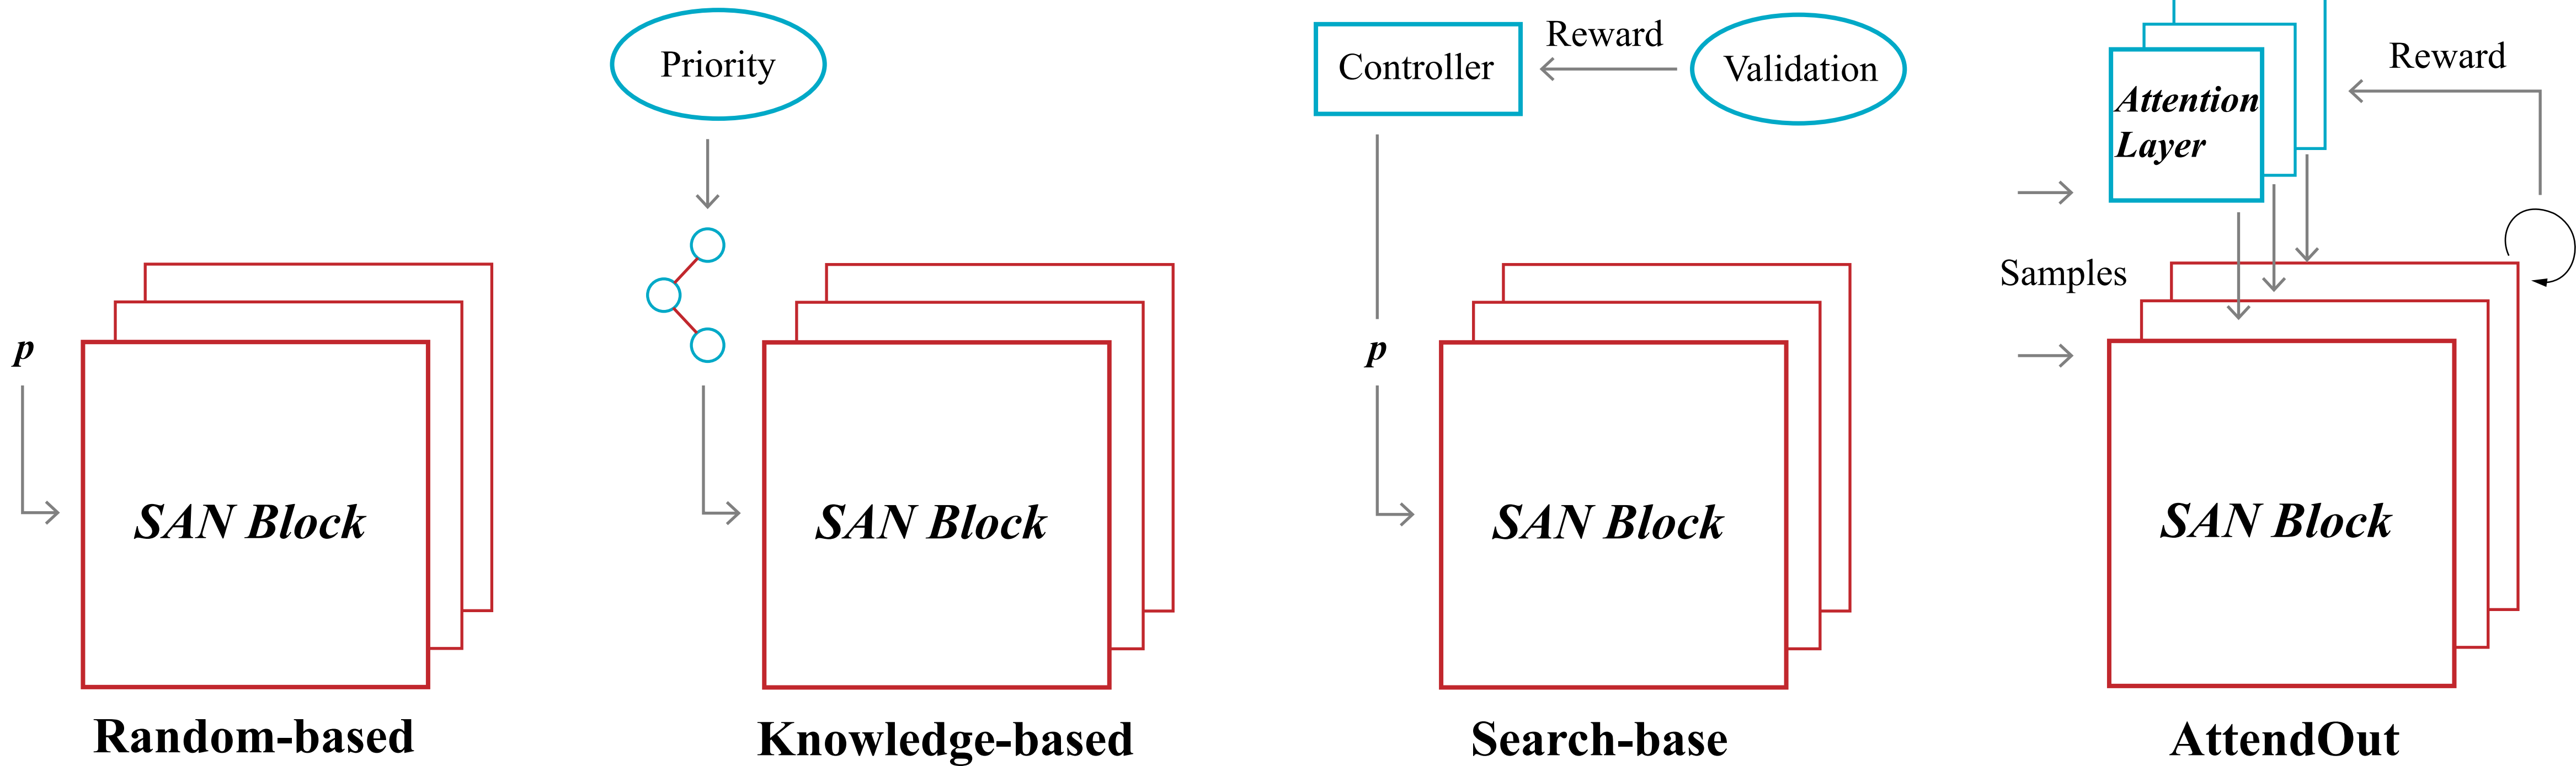 p
SAN Block
Random-based
Priority
SAN Block
Knowledge-based
Controller
Reward
Validation
p
SAN Block
Search-base
Attention
Layer
Reward
Samples
SAN Block
AttendOut